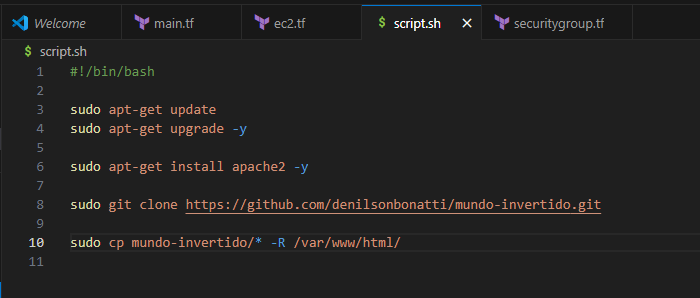 Welcome main.tf ec2.tf $ script.sh × securitygroup.tf
$ script.sh
1 #!/bin/bash
2
3 sudo apt-get update
4 sudo apt-get upgrade -y
5
6 sudo apt-get install apache2 -y
7
8 sudo git clone https://github.com/denilsonbonatti/mundo-invertido.git
9
10 sudo cp mundo-invertido/* -R /var/www/html/
11